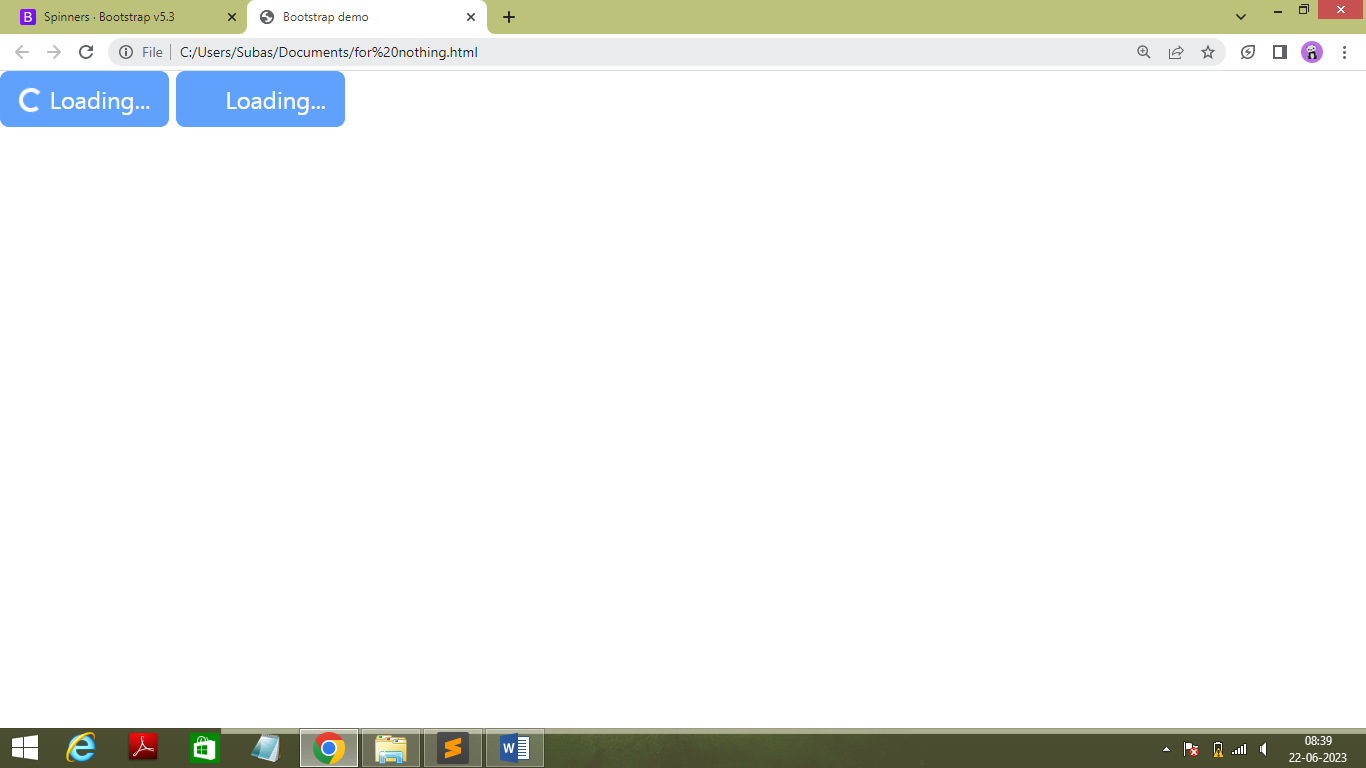 B Spinners · Bootstrap v5.3
Bootstrap demo
File C:/Users/Subas/Documents/for%20nothing.html
Loading... Loading...
08:39
22-06-2023